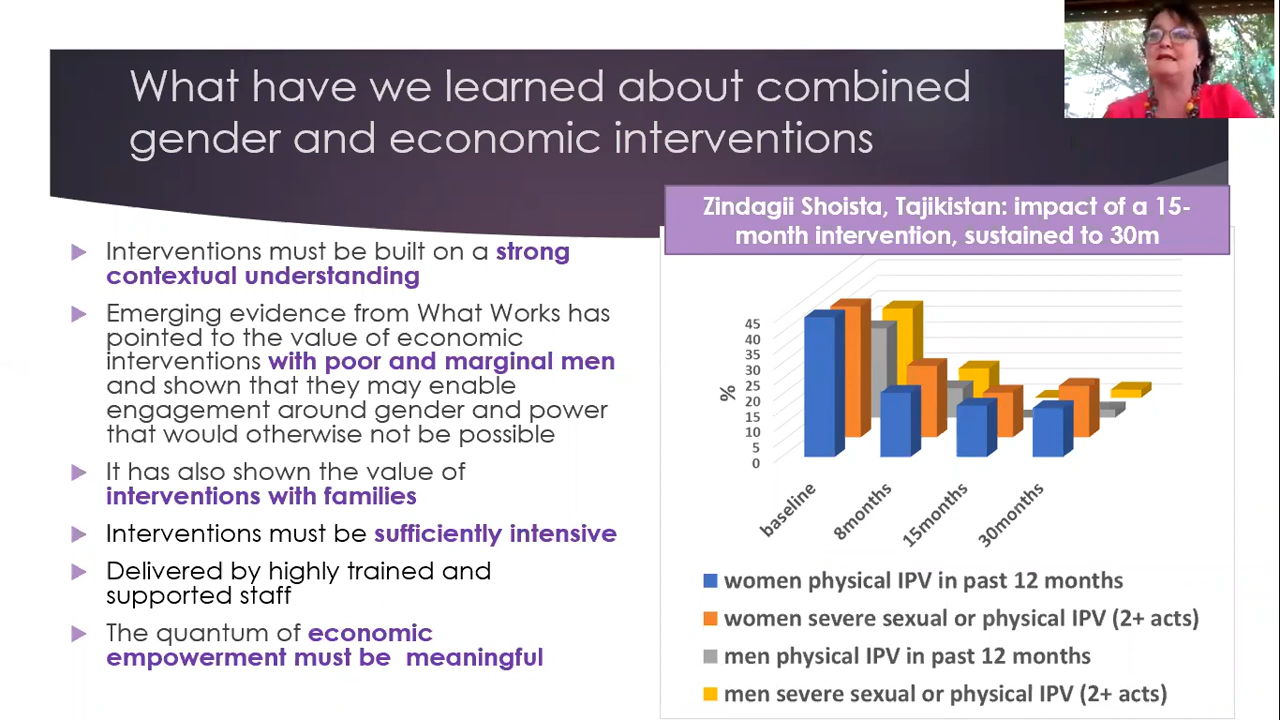 What have we learned about combined
gender and economic interventions
Interventions must be built on a strong
contextual understanding
Emerging evidence from What Works has
pointed to the value of economic
interventions with poor and marginal men
and shown that they may enable
engagement around gender and power
that would otherwise not be possible
It has also shown the value of
interventions with families
Interventions must be sufficiently intensive
Delivered by highly trained and
supported staff
The quantum of economic
empowerment must be  meaningful
Zindagii Shoista, Tajikistan: impact of a 15-
month intervention, sustained to 30m
45
40
35
30
25
20
15
10
5
0
%
baseline
8months
15months
30months
women physical IPV in past 12 months
women severe sexual or physical IPV (2+ acts)
men physical IPV in past 12 months
men severe sexual or physical IPV (2+ acts)